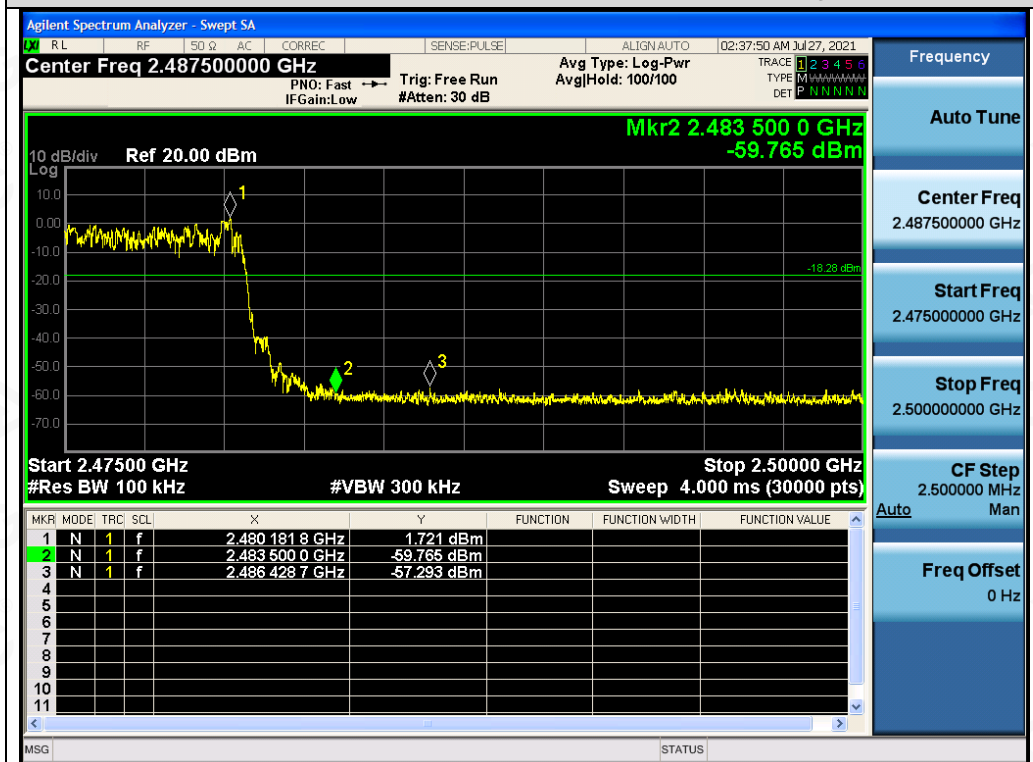 Agilent Spectrum Analyzer - Swept SA
LXI RL RF 50 Ω AC CORREC SENSE:PULSE ALIGN AUTO 02:37:50 AM Jul 27, 2021
Center Freq 2.487500000 GHz
PNO: Fast
IFGain:Low
Trig: Free Run
#Atten: 30 dB
Avg Type: Log-Pwr
Avg|Hold: 100/100
TRACE 1 2 3 4 5 6
TYPE M
DET P N N N N N
Mkr2 2.483 500 0 GHz
-59.765 dBm
10 dB/div Ref 20.00 dBm
Log
10.0
0.00
-10.0
-20.0
-30.0
-40.0
-50.0
-60.0
-70.0
1
-18.28 dBm
2
3
Start 2.47500 GHz Stop 2.50000 GHz
#Res BW 100 kHz #VBW 300 kHz Sweep 4.000 ms (30000 pts)
MKR MODE TRC SCL X Y FUNCTION FUNCTION WIDTH FUNCTION VALUE
1 N 1 f 2.480 181 8 GHz 1.721 dBm
2 N 1 f 2.483 500 0 GHz -59.765 dBm
3 N 1 f 2.486 428 7 GHz -57.293 dBm
4
5
6
7
8
9
10
11
MSG STATUS
Frequency
Auto Tune
Center Freq
2.487500000 GHz
Start Freq
2.475000000 GHz
Stop Freq
2.500000000 GHz
CF Step
2.500000 MHz
Auto Man
Freq Offset
0 Hz